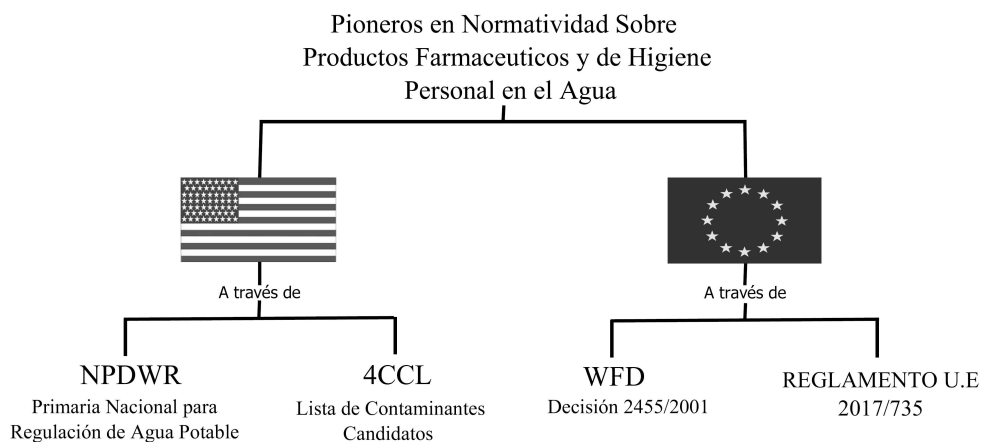 Pioneros en Normatividad Sobre
Productos Farmaceuticos y de Higiene
Personal en el Agua
A través de
A través de
NPDWR
Primaria Nacional para
Regulación de Agua Potable
4CCL
Lista de Contaminantes
Candidatos
WFD
Decisión 2455/2001
REGLAMENTO U.E
2017/735